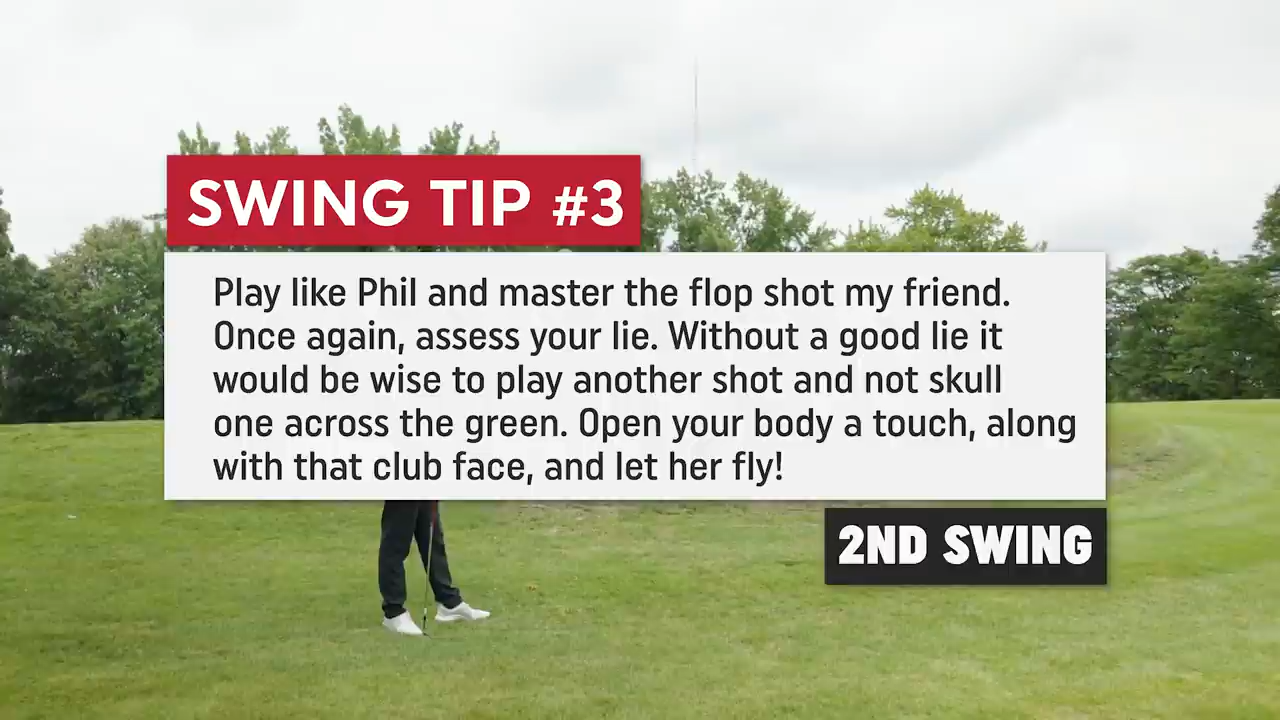 SWING TIP #3
Play like Phil and master the flop shot my friend.
Once again, assess your lie. Without a good lie it
would be wise to play another shot and not skull
one across the green. Open your body a touch, along
with that club face, and let her fly!
2ND SWING